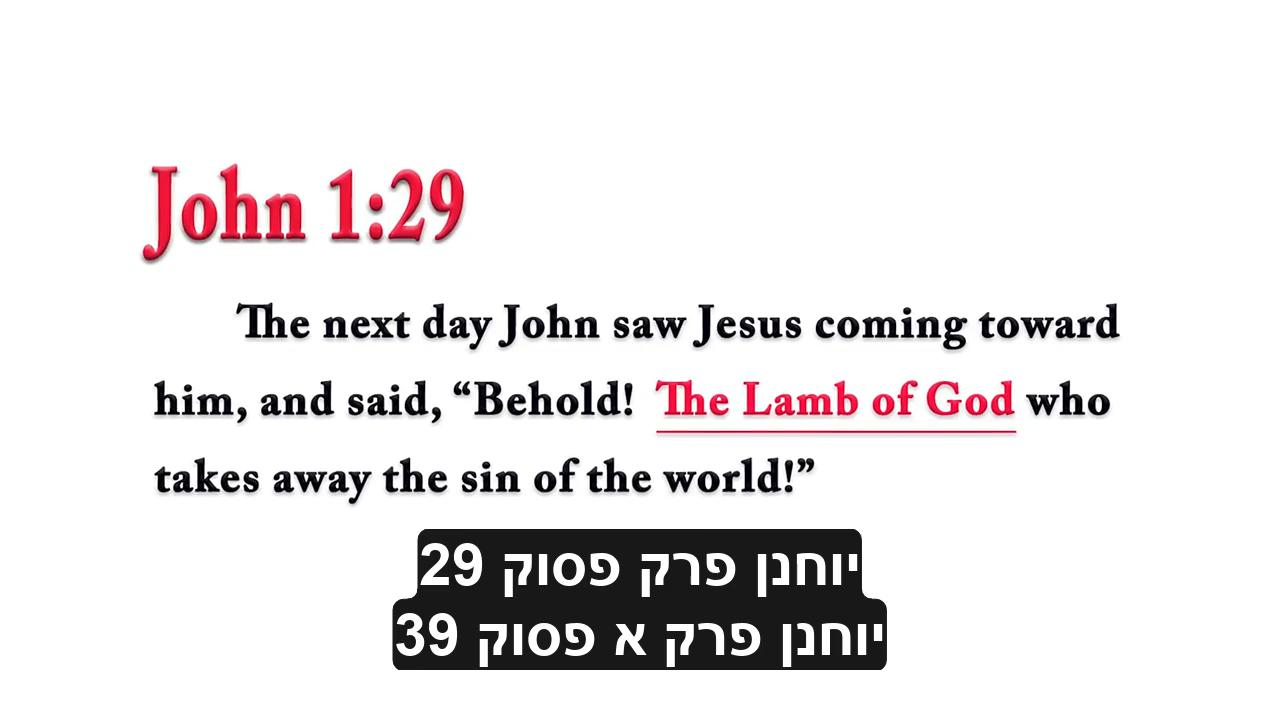 John 1:29
The next day John saw Jesus coming toward
him, and said, “Behold! The Lamb of God who
takes away the sin of the world!”
יוחנן פרק פסוק 29
יוחנן פרק א פסוק 39